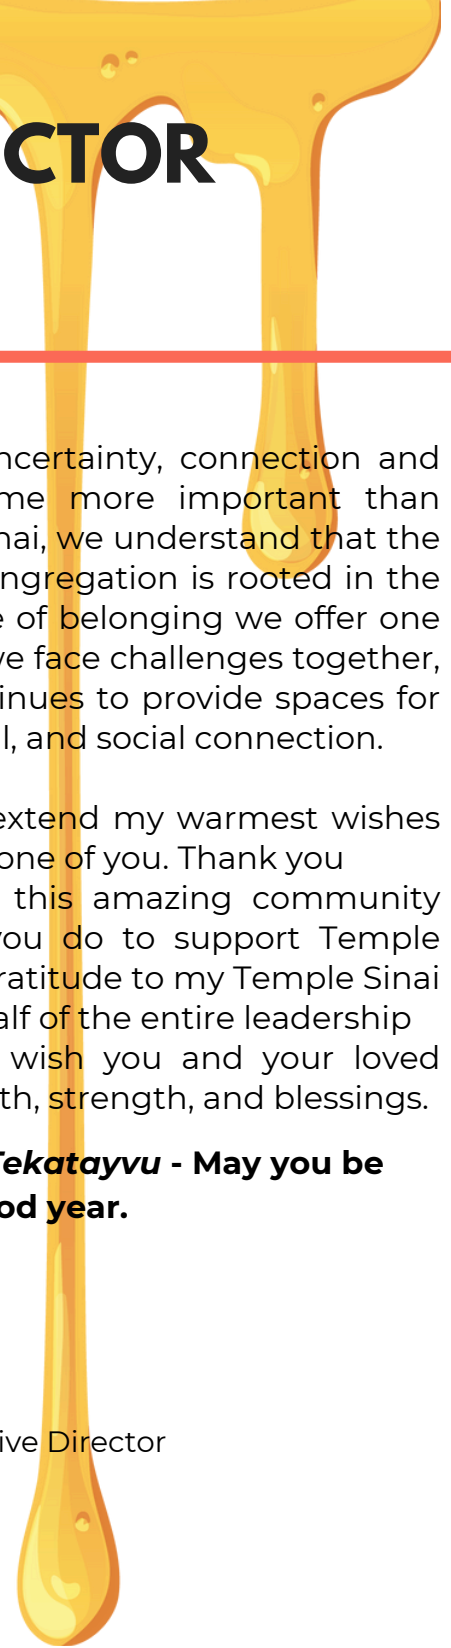 CTOR
ncertainty, connection and
me more important than
nai, we understand that the
ngregation is rooted in the
e of belonging we offer one
ve face challenges together,
inues to provide spaces for
l, and social connection.
extend my warmest wishes
one of you. Thank you
this amazing community
you do to support Temple
ratitude to my Temple Sinai
alf of the entire leadership
wish you and your loved
th, strength, and blessings.
Tekatayvu - May you be
od year.
ive Director